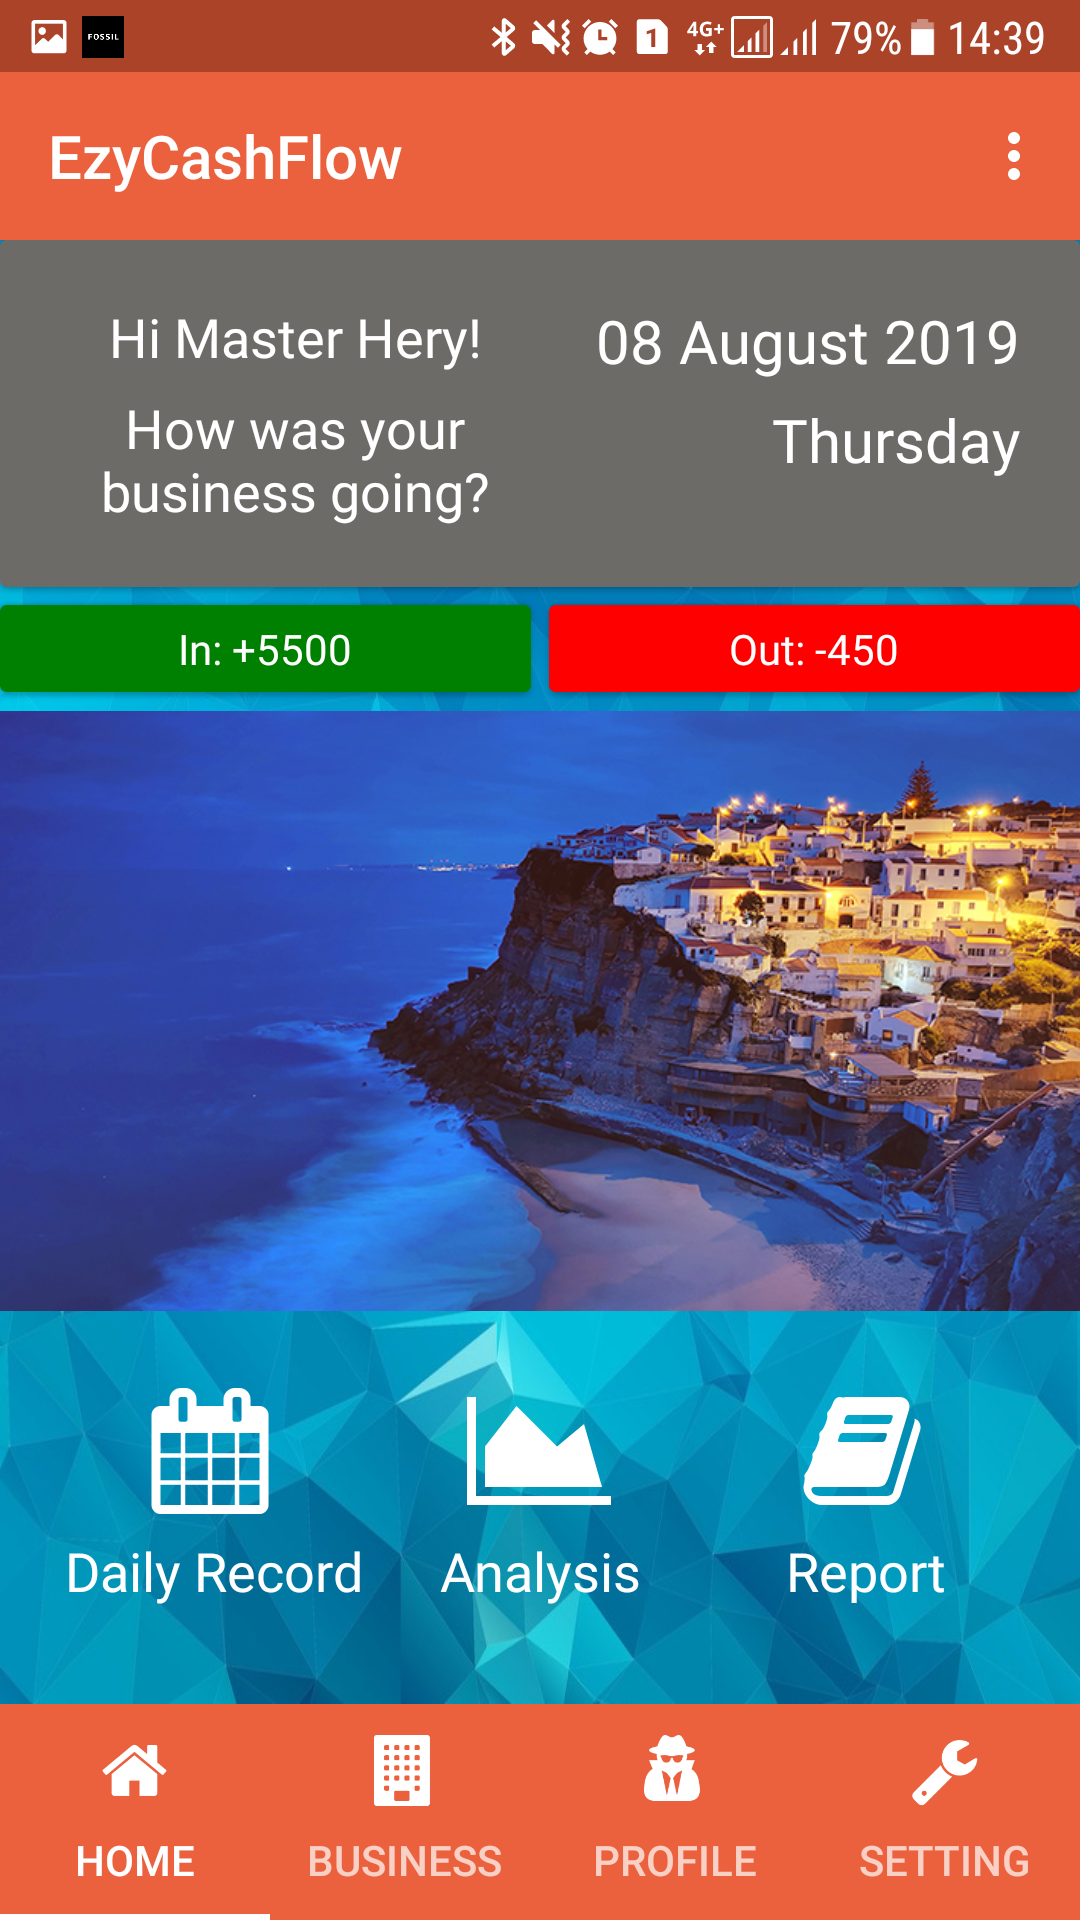 FOSSIL 1 4G+ 79% 14:39
EzyCashFlow
Hi Master Hery!
08 August 2019
How was your
business going?
Thursday
In: +5500
Out: -450
Daily Record
Analysis
Report
HOME
BUSINESS
PROFILE
SETTING